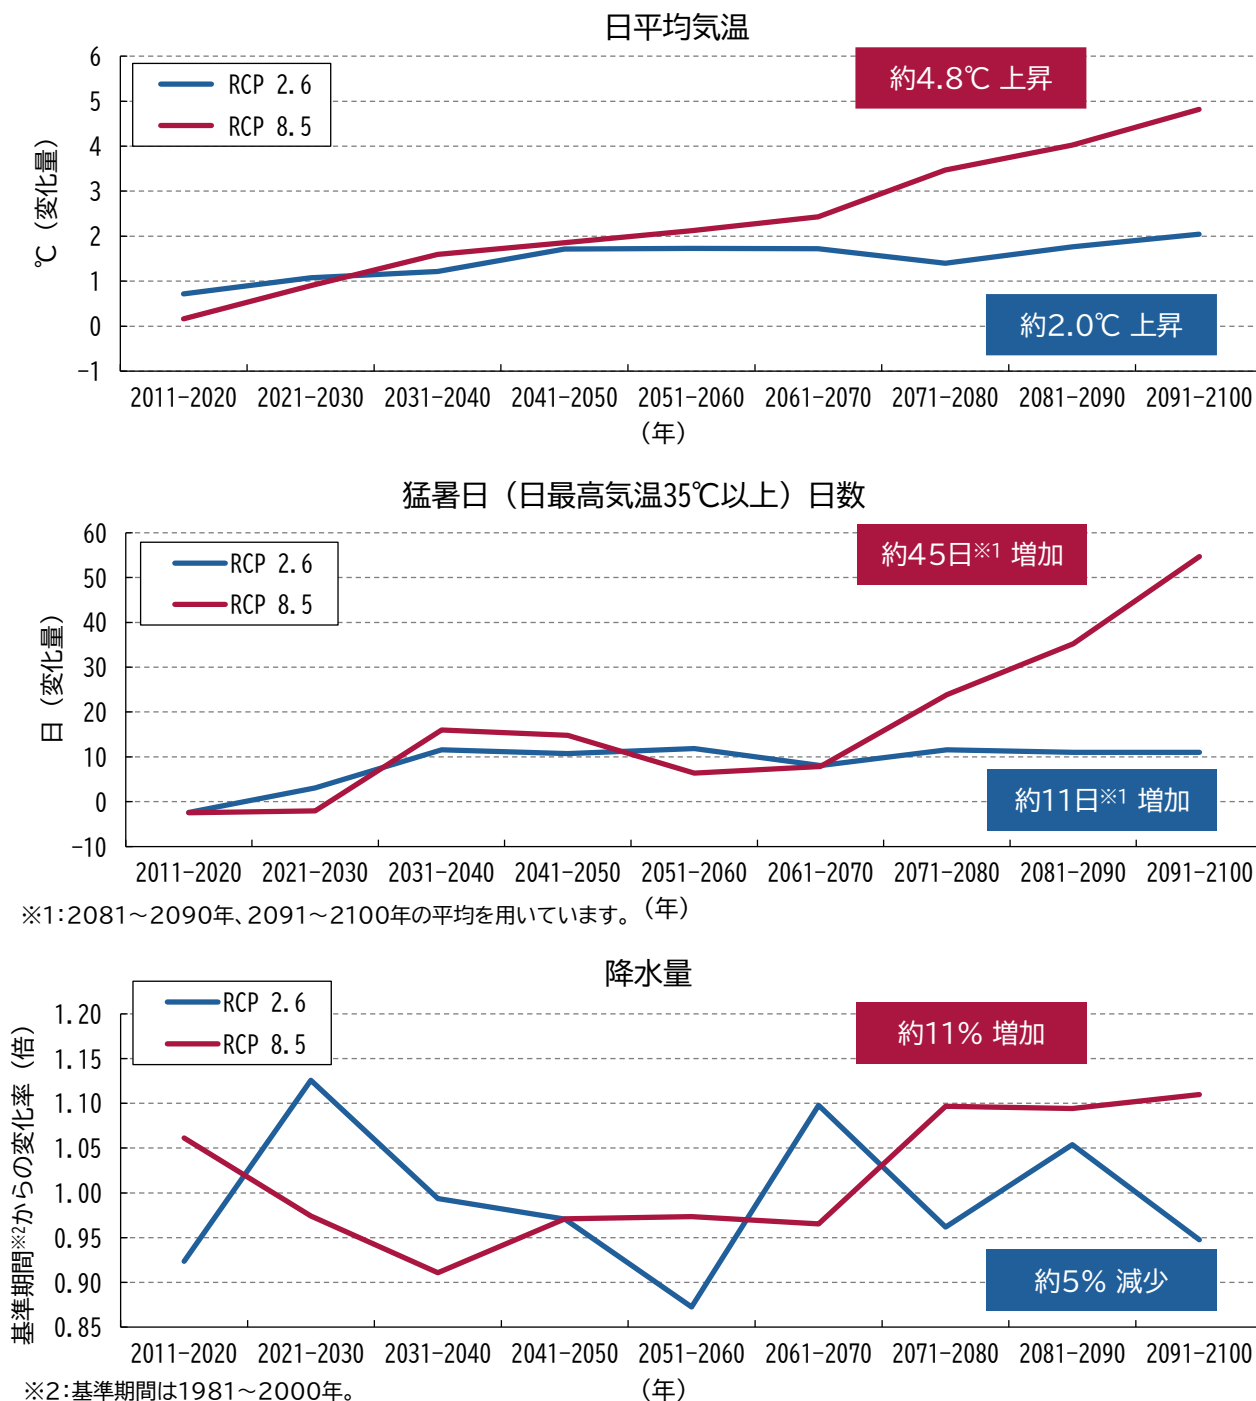 日平均気温
℃（変化量）
6
5
4
3
2
1
0
-1
RCP 2.6
RCP 8.5
約4.8℃ 上昇
約2.0℃ 上昇
2011-2020 2021-2030 2031-2040 2041-2050 2051-2060 2061-2070 2071-2080 2081-2090 2091-2100
（年）
猛暑日（日最高気温35℃以上）日数
日（変化量）
60
50
40
30
20
10
0
-10
RCP 2.6
RCP 8.5
約45日※1 増加
約11日※1 増加
2011-2020 2021-2030 2031-2040 2041-2050 2051-2060 2061-2070 2071-2080 2081-2090 2091-2100
（年）
※1:2081～2090年、2091～2100年の平均を用いています。
降水量
基準期間※2からの変化率（倍）
1.20
1.15
1.10
1.05
1.00
0.95
0.90
0.85
RCP 2.6
RCP 8.5
約11% 増加
約5% 減少
2011-2020 2021-2030 2031-2040 2041-2050 2051-2060 2061-2070 2071-2080 2081-2090 2091-2100
（年）
※2:基準期間は1981～2000年。